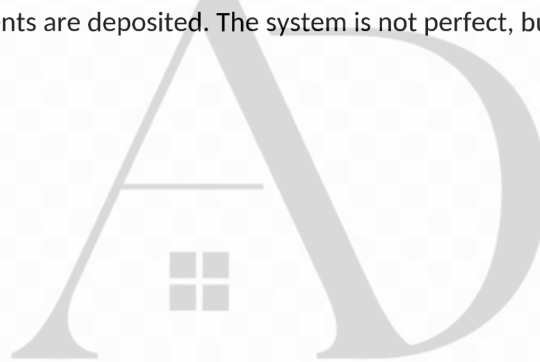 nts are deposited. The system is not perfect, bu
AD